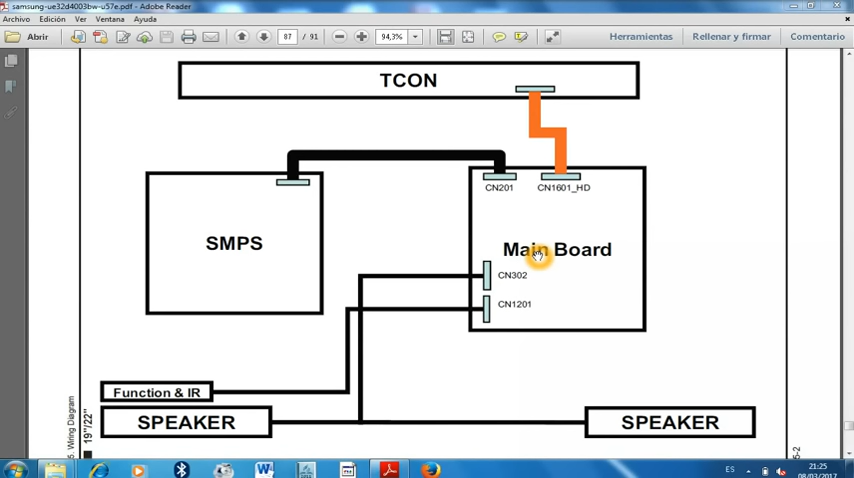 samsung-ue32d4003bw-u57e.pdf - Adobe Reader
Archivo Edición Ver Ventana Ayuda
Abrir
87 / 91
94,3%
Herramientas
Rellenar y firmar
Comentario
TCON
CN201
CN1601_HD
SMPS
Main Board
CN302
CN1201
Function & IR
SPEAKER
SPEAKER
5. Wiring Diagram
19"/22"
5-2
ES
21:25
08/03/2017